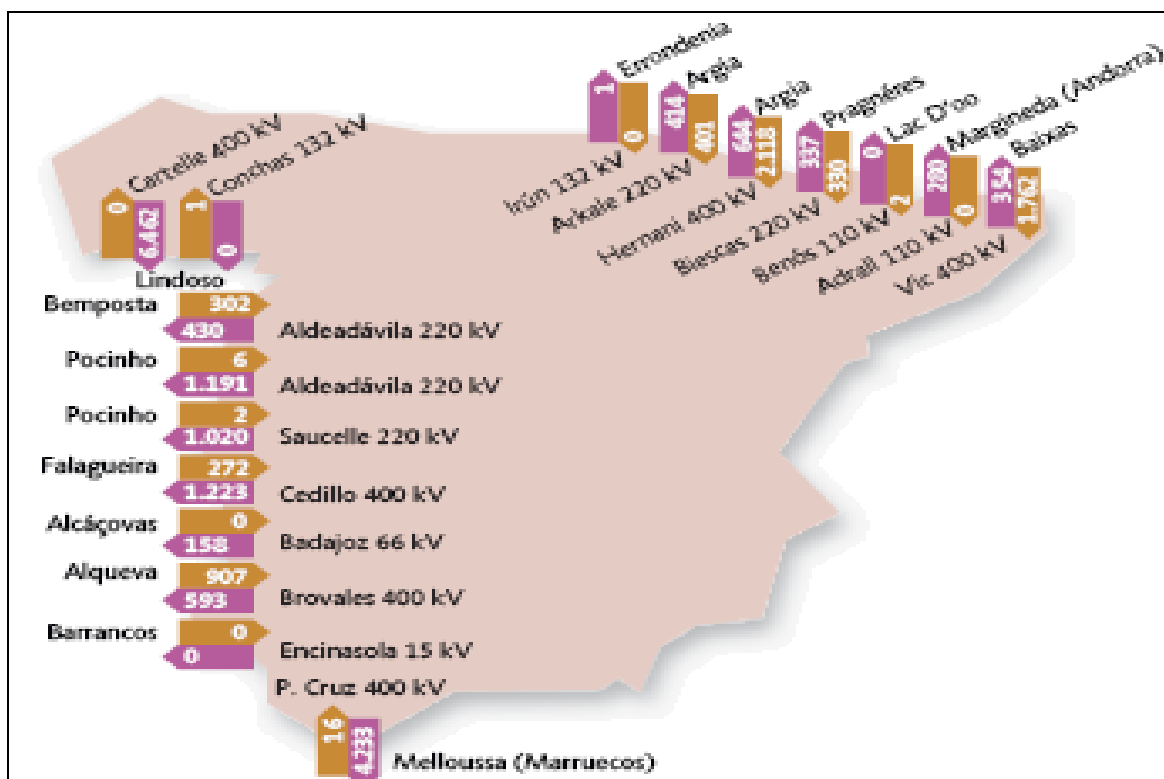 Errondenia
Argia
Argia
Pragnéres
Lac D'oo
Margineda (Andorra)
Baixas
1
0
414
401
644
2.118
337
330
0
2
280
0
354
1.762
Irún 132 kV
Arkale 220 kV
Hernani 400 kV
Biescas 220 kV
Benós 110 kV
Adrall 110 kV
Vic 400 kV
Cartelle 400 kV
Conchas 132 kV
0
6.462
1
0
Lindoso
Bemposta
302
430
Aldeadávila 220 kV
Pocinho
6
1.191
Aldeadávila 220 kV
Pocinho
2
1.020
Saucelle 220 kV
Falagueira
272
1.223
Cedillo 400 kV
Alcáçovas
0
158
Badajoz 66 kV
Alqueva
907
593
Brovales 400 kV
Barrancos
0
0
Encinasola 15 kV
P. Cruz 400 kV
16
4.233
Melloussa (Marruecos)